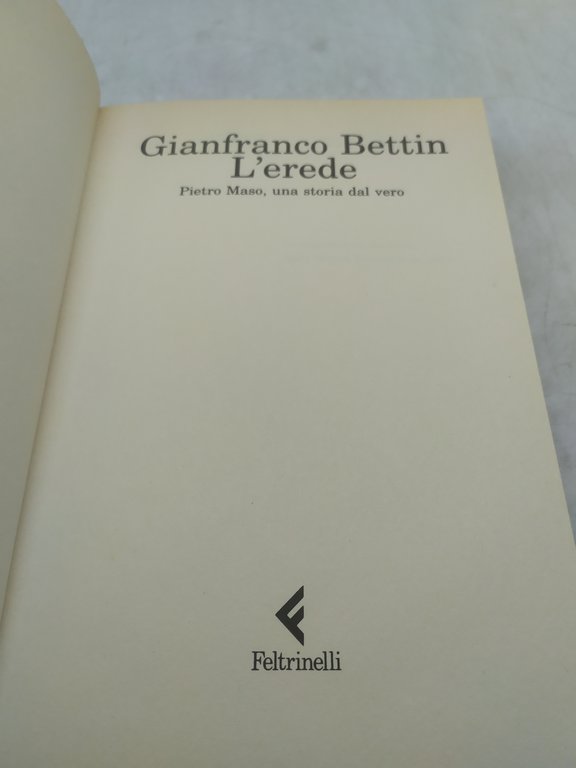 Gianfranco Bettin
L'erede
Pietro Maso, una storia dal vero
Feltrinelli